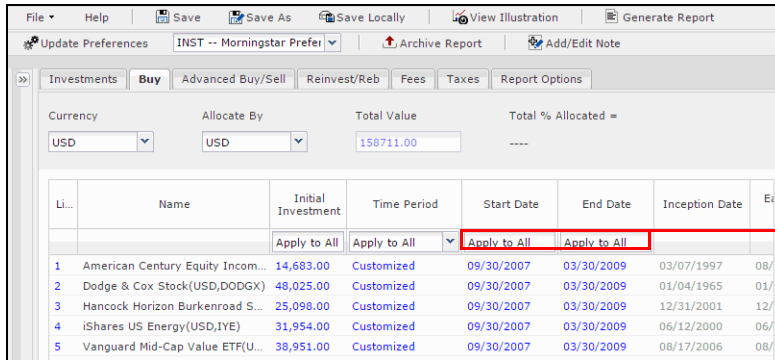 File Help Save Save As Save Locally View Illustration Generate Report
Update Preferences INST -- Morningstar Prefer Archive Report Add/Edit Note
Investments Buy Advanced Buy/Sell Reinvest/Reb Fees Taxes Report Options
Currency Allocate By Total Value Total % Allocated =
USD USD 158711.00 ----
Li... Name Initial Investment Time Period Start Date End Date Inception Date Ea
Apply to All Apply to All Apply to All Apply to All
1 American Century Equity Incom... 14,683.00 Customized 09/30/2007 03/30/2009 03/07/1997 08/
2 Dodge & Cox Stock(USD,DODGX) 48,025.00 Customized 09/30/2007 03/30/2009 01/04/1965 01/
3 Hancock Horizon Burkenroad S... 25,098.00 Customized 09/30/2007 03/30/2009 12/31/2001 12/
4 iShares US Energy(USD,IYE) 31,954.00 Customized 09/30/2007 03/30/2009 06/12/2000 06/
5 Vanguard Mid-Cap Value ETF(U... 38,951.00 Customized 09/30/2007 03/30/2009 08/17/2006 08/